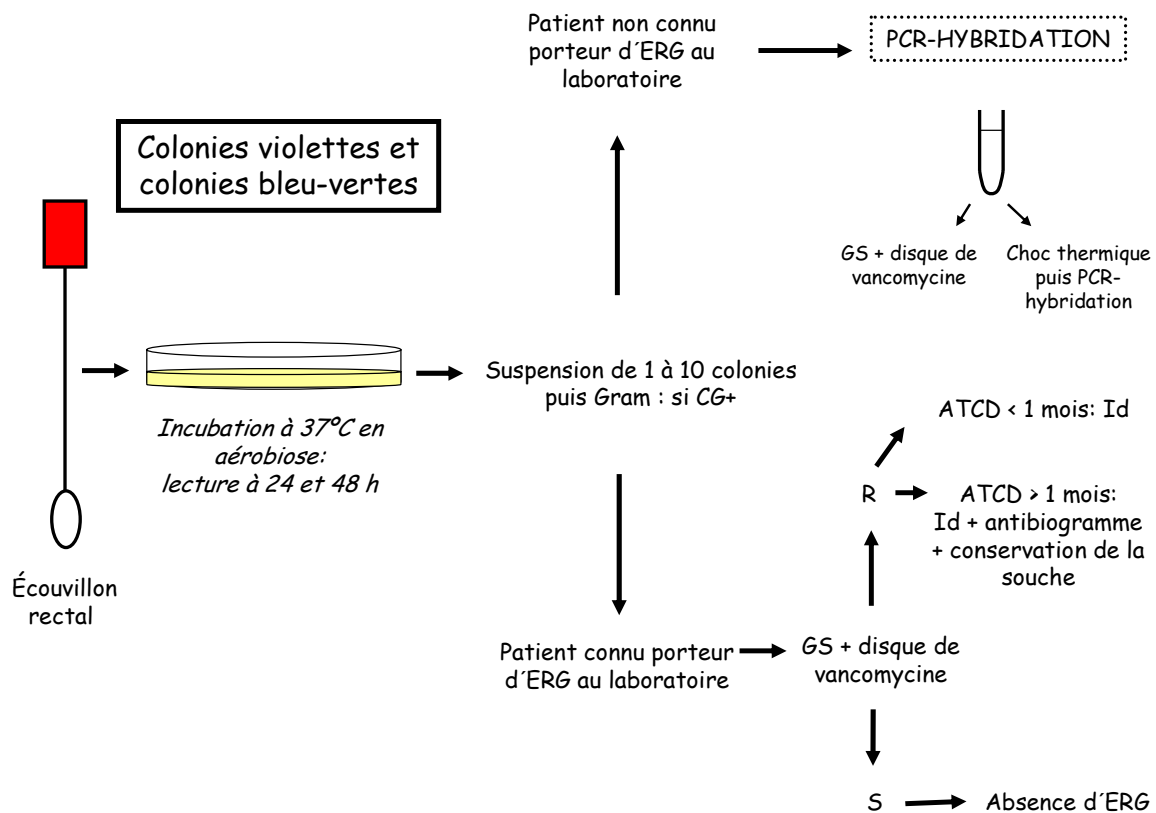 Patient non connu
porteur d´ERG au
laboratoire
PCR-HYBRIDATION
Colonies violettes et
colonies bleu-vertes
GS + disque de
vancomycine
Choc thermique
puis PCR-
hybridation
Suspension de 1 à 10 colonies
puis Gram : si CG+
Incubation à 37ºC en
aérobiose:
lecture à 24 et 48 h
Écouvillon
rectal
ATCD < 1 mois: Id
R
ATCD > 1 mois:
Id + antibiogramme
+ conservation de la
souche
Patient connu porteur
d´ERG au laboratoire
GS + disque de
vancomycine
S
Absence d´ERG